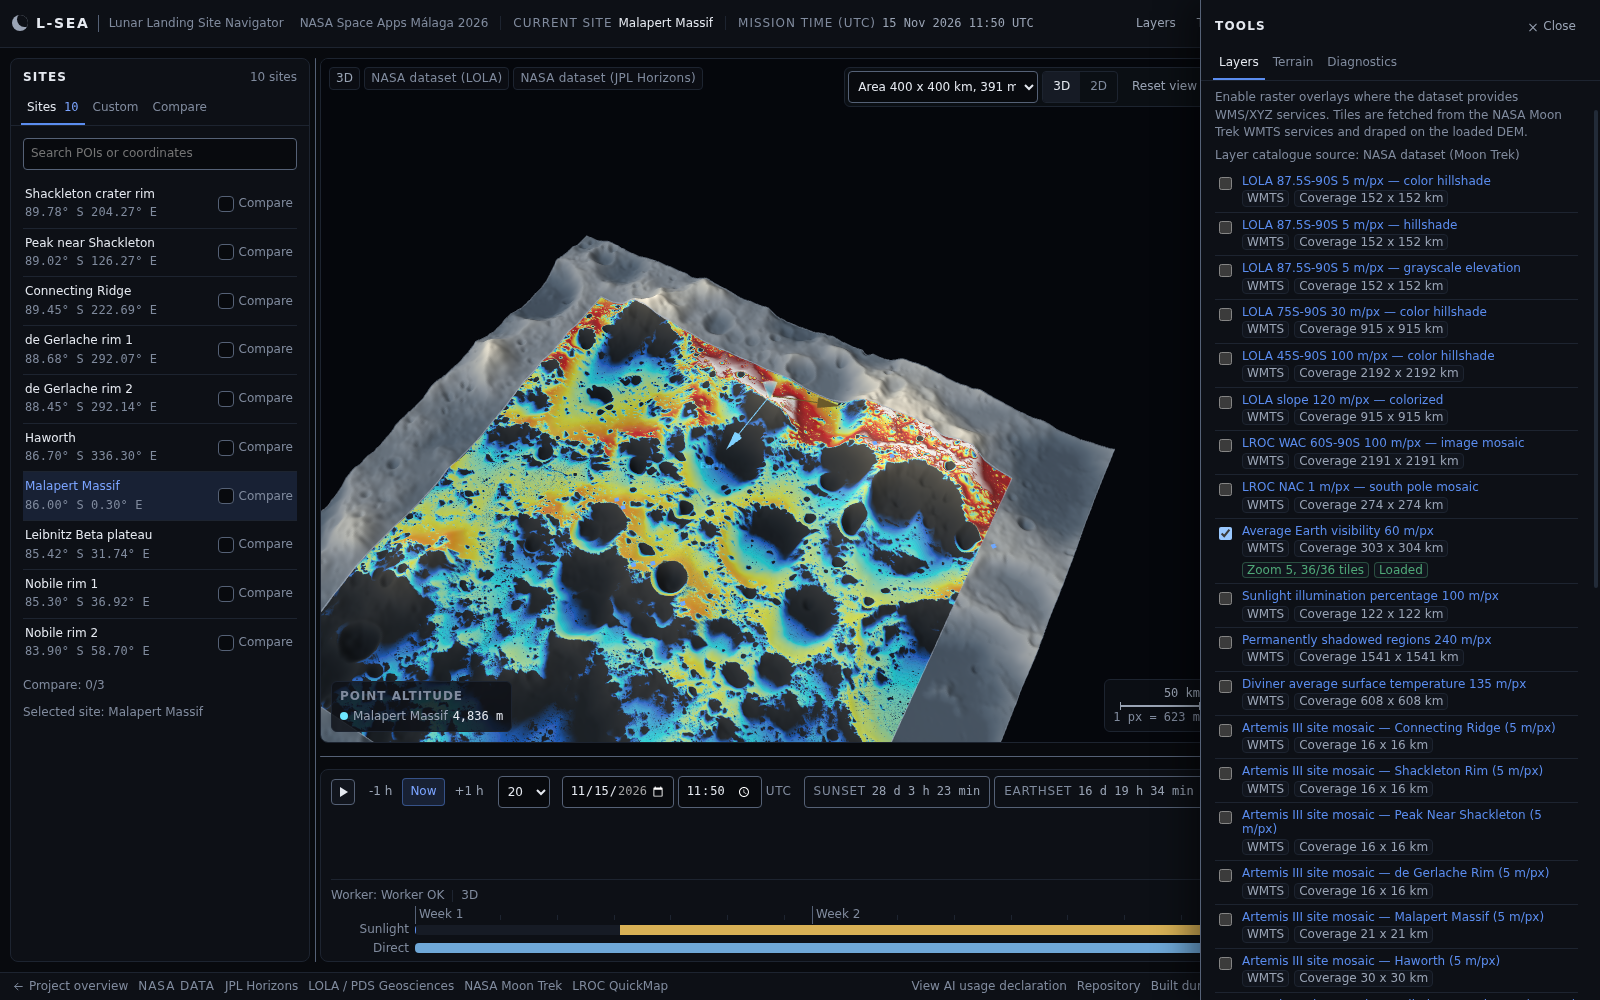 L-SEA
Lunar Landing Site Navigator
NASA Space Apps Málaga 2026
CURRENT SITE Malapert Massif
MISSION TIME (UTC) 15 Nov 2026 11:50 UTC
Layers
SITES
10 sites
Sites 10 Custom Compare
Search POIs or coordinates
Shackleton crater rim
89.78° S 204.27° E
Compare
Peak near Shackleton
89.02° S 126.27° E
Compare
Connecting Ridge
89.45° S 222.69° E
Compare
de Gerlache rim 1
88.68° S 292.07° E
Compare
de Gerlache rim 2
88.45° S 292.14° E
Compare
Haworth
86.70° S 336.30° E
Compare
Malapert Massif
86.00° S 0.30° E
Compare
Leibnitz Beta plateau
85.42° S 31.74° E
Compare
Nobile rim 1
85.30° S 36.92° E
Compare
Nobile rim 2
83.90° S 58.70° E
Compare
Compare: 0/3
Selected site: Malapert Massif
3D NASA dataset (LOLA) NASA dataset (JPL Horizons)
Area 400 x 400 km, 391 m
3D 2D
Reset view
POINT ALTITUDE
Malapert Massif 4,836 m
50 km
1 px = 623 m
-1 h Now +1 h 20 11/15/2026 11:50 UTC
SUNSET 28 d 3 h 23 min
EARTHSET 16 d 19 h 34 min
Worker: Worker OK 3D
Week 1 Week 2
Sunlight
Direct
TOOLS
× Close
Layers Terrain Diagnostics
Enable raster overlays where the dataset provides
WMS/XYZ services. Tiles are fetched from the NASA Moon
Trek WMTS services and draped on the loaded DEM.
Layer catalogue source: NASA dataset (Moon Trek)
LOLA 87.5S-90S 5 m/px — color hillshade
WMTS Coverage 152 x 152 km
LOLA 87.5S-90S 5 m/px — hillshade
WMTS Coverage 152 x 152 km
LOLA 87.5S-90S 5 m/px — grayscale elevation
WMTS Coverage 152 x 152 km
LOLA 75S-90S 30 m/px — color hillshade
WMTS Coverage 915 x 915 km
LOLA 45S-90S 100 m/px — color hillshade
WMTS Coverage 2192 x 2192 km
LOLA slope 120 m/px — colorized
WMTS Coverage 915 x 915 km
LROC WAC 60S-90S 100 m/px — image mosaic
WMTS Coverage 2191 x 2191 km
LROC NAC 1 m/px — south pole mosaic
WMTS Coverage 274 x 274 km
Average Earth visibility 60 m/px
WMTS Coverage 303 x 304 km
Zoom 5, 36/36 tiles Loaded
Sunlight illumination percentage 100 m/px
WMTS Coverage 122 x 122 km
Permanently shadowed regions 240 m/px
WMTS Coverage 1541 x 1541 km
Diviner average surface temperature 135 m/px
WMTS Coverage 608 x 608 km
Artemis III site mosaic — Connecting Ridge (5 m/px)
WMTS Coverage 16 x 16 km
Artemis III site mosaic — Shackleton Rim (5 m/px)
WMTS Coverage 16 x 16 km
Artemis III site mosaic — Peak Near Shackleton (5
m/px)
WMTS Coverage 16 x 16 km
Artemis III site mosaic — de Gerlache Rim (5 m/px)
WMTS Coverage 16 x 16 km
Artemis III site mosaic — Malapert Massif (5 m/px)
WMTS Coverage 21 x 21 km
Artemis III site mosaic — Haworth (5 m/px)
WMTS Coverage 30 x 30 km
← Project overview NASA DATA JPL Horizons LOLA / PDS Geosciences NASA Moon Trek LROC QuickMap
View AI usage declaration Repository Built